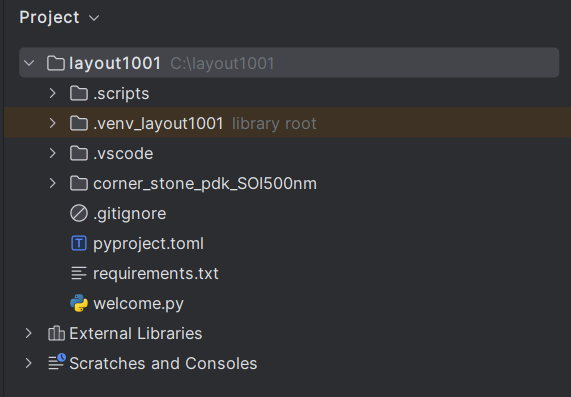 Project
layout1001 C:\layout1001
.scripts
.venv_layout1001 library root
.vscode
corner_stone_pdk_SOI500nm
.gitignore
pyproject.toml
requirements.txt
welcome.py
External Libraries
Scratches and Consoles